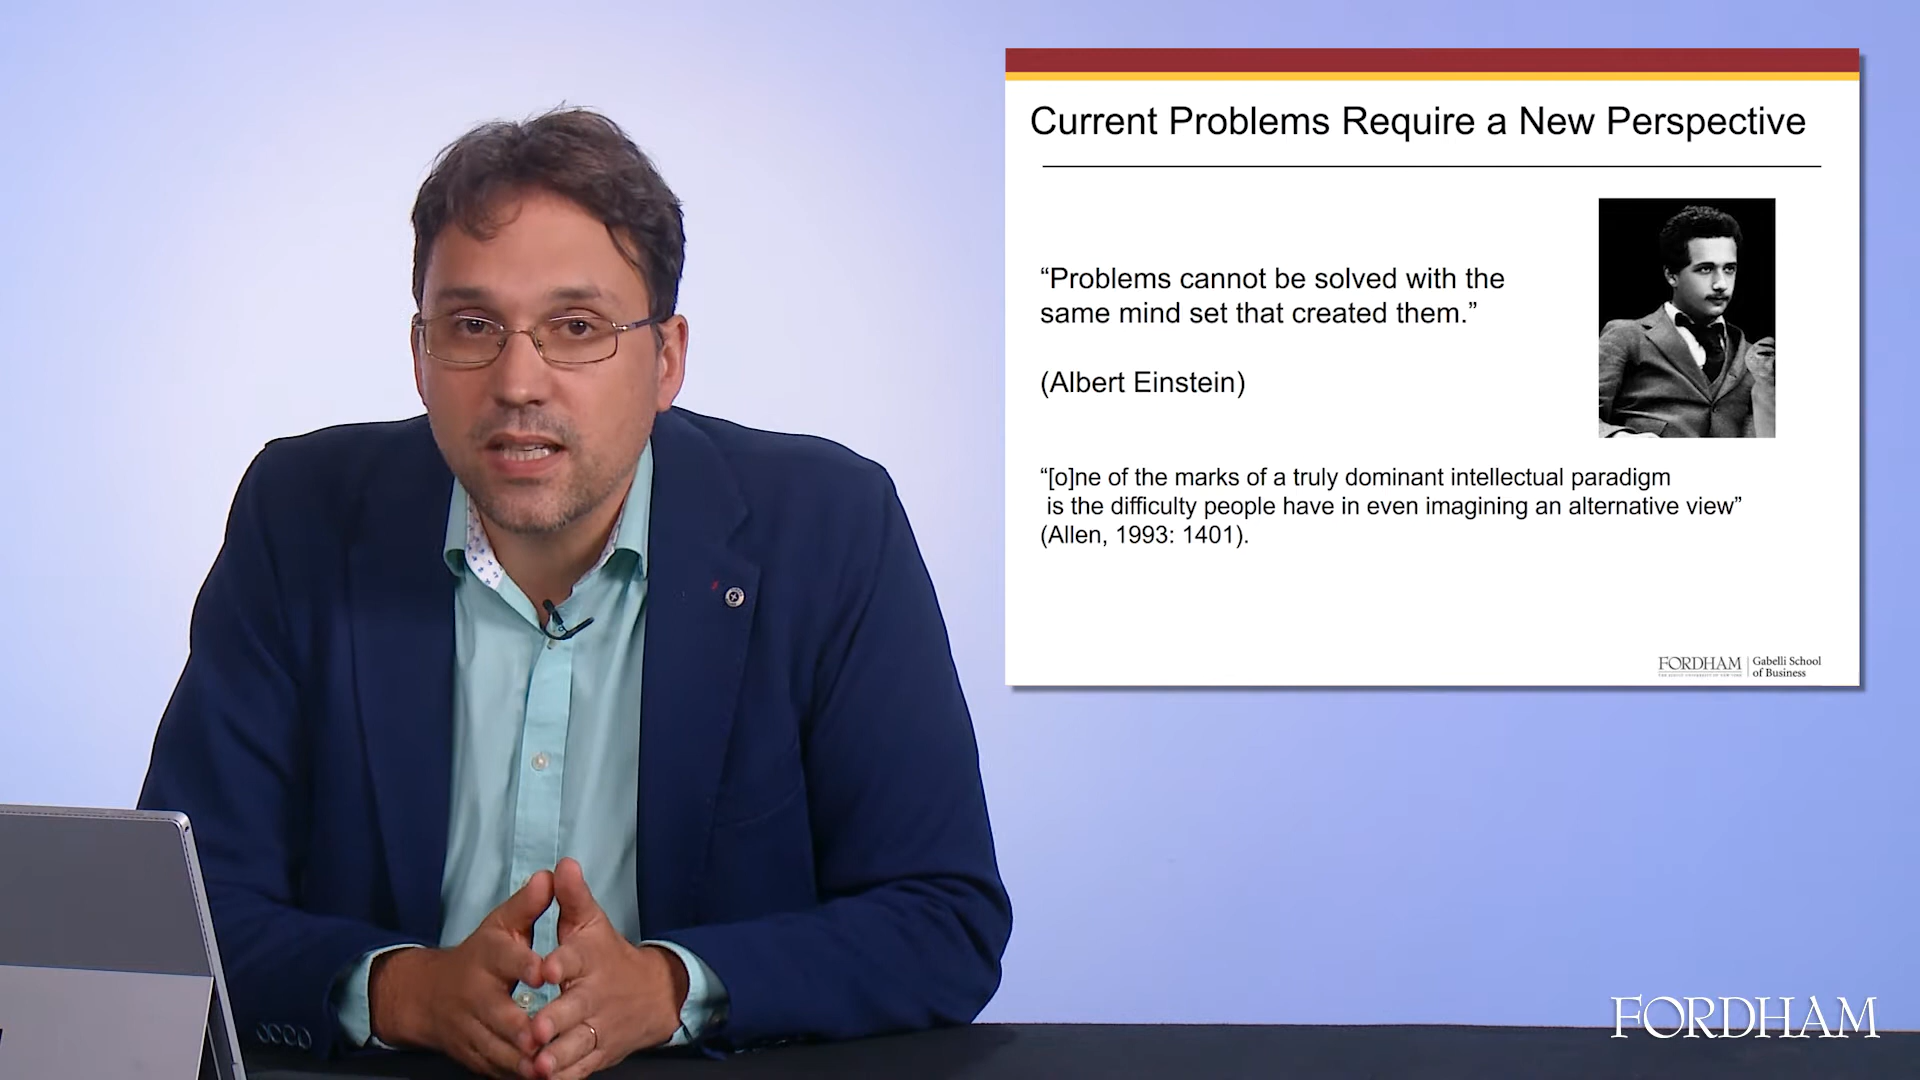 Current Problems Require a New Perspective
“Problems cannot be solved with the
same mind set that created them.”
(Albert Einstein)
“[o]ne of the marks of a truly dominant intellectual paradigm
is the difficulty people have in even imagining an alternative view”
(Allen, 1993: 1401).
FORDHAM
Gabelli School
of Business
FORDHAM